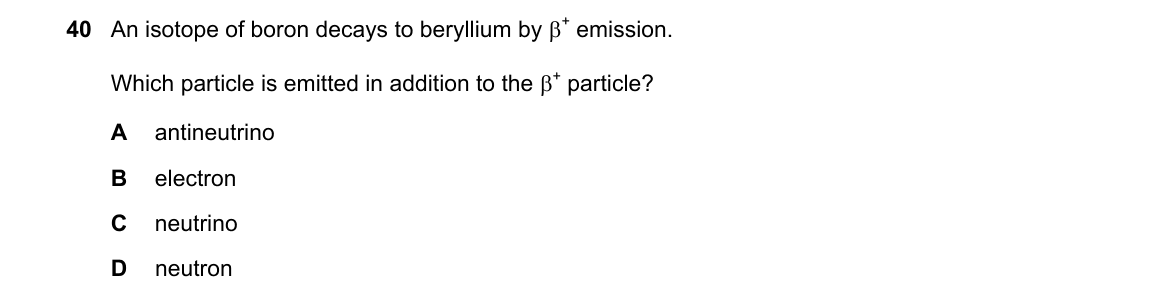 40 An isotope of boron decays to beryllium by β⁺ emission.
Which particle is emitted in addition to the β⁺ particle?
A antineutrino
B electron
C neutrino
D neutron